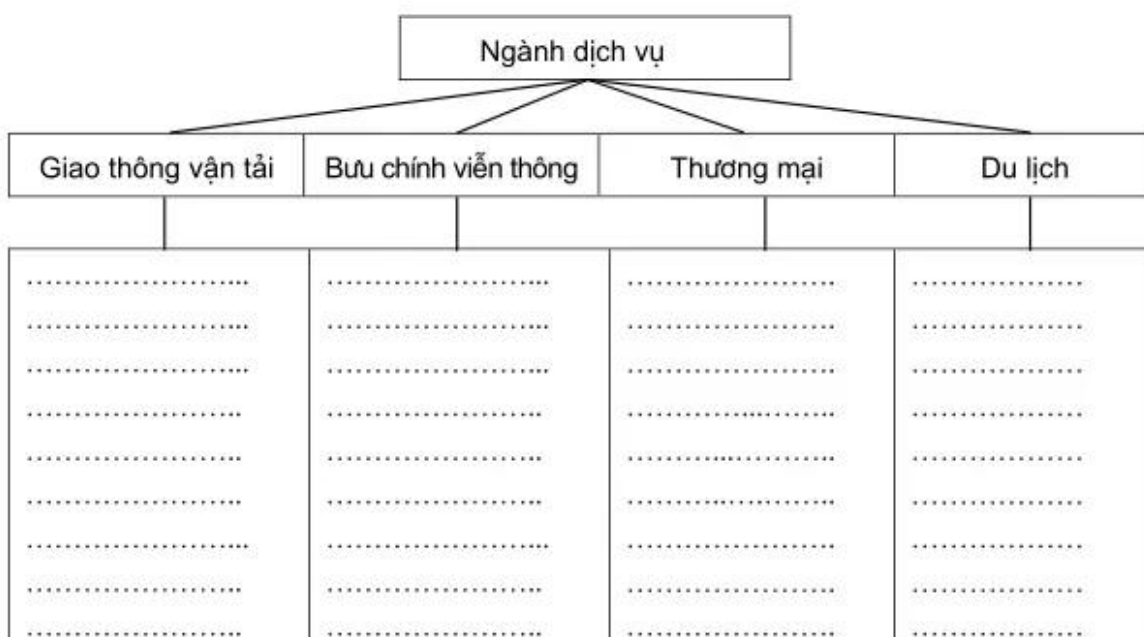 Ngành dịch vụ
Giao thông vận tải
Bưu chính viễn thông
Thương mại
Du lịch